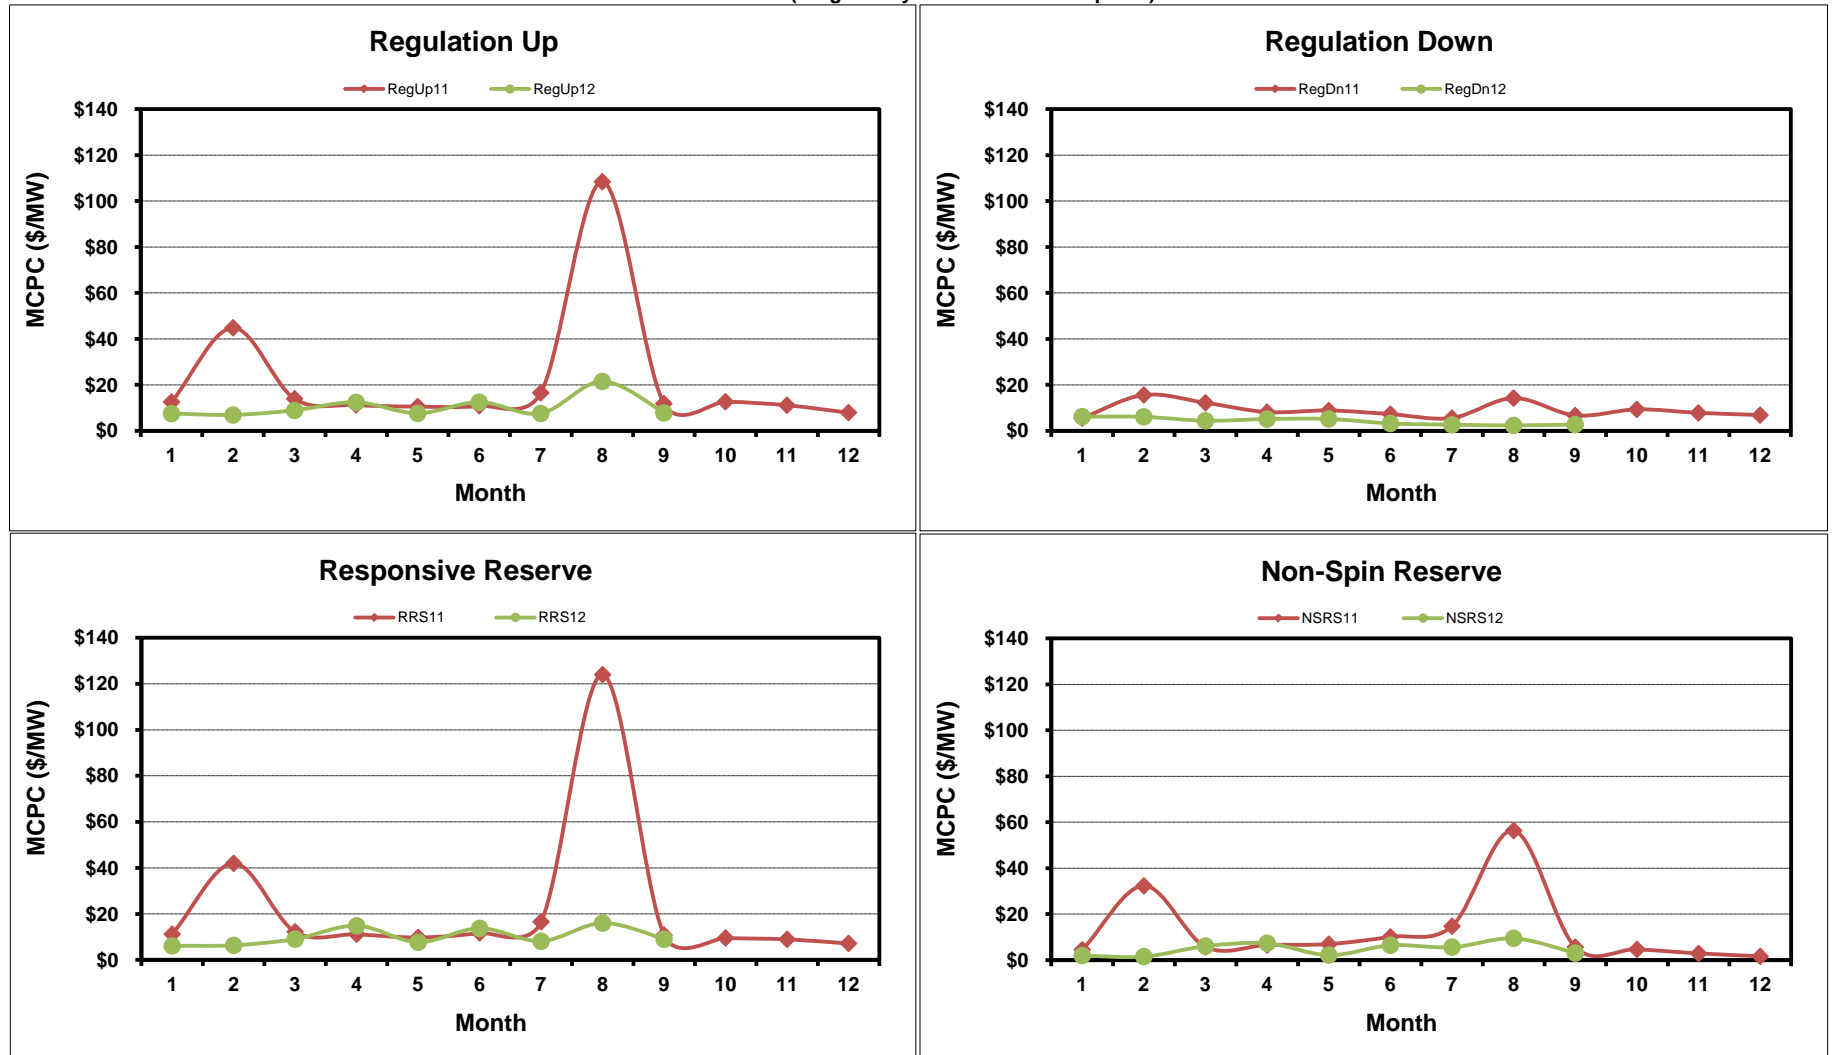 Regulation Up
RegUp11 RegUp12
$140
$120
$100
$80
$60
$40
$20
$0
MCPC ($/MW)
1 2 3 4 5 6 7 8 9 10 11 12
Month
Regulation Down
RegDn11 RegDn12
$140
$120
$100
$80
$60
$40
$20
$0
MCPC ($/MW)
1 2 3 4 5 6 7 8 9 10 11 12
Month
Responsive Reserve
RRS11 RRS12
$140
$120
$100
$80
$60
$40
$20
$0
MCPC ($/MW)
1 2 3 4 5 6 7 8 9 10 11 12
Month
Non-Spin Reserve
NSRS11 NSRS12
$140
$120
$100
$80
$60
$40
$20
$0
MCPC ($/MW)
1 2 3 4 5 6 7 8 9 10 11 12
Month